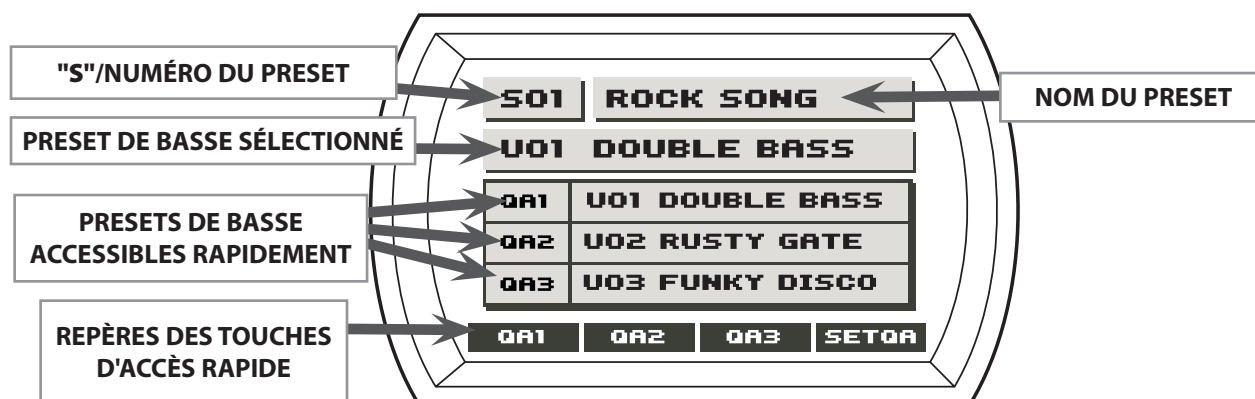 "S"/NUMÉRO DU PRESET
S01 ROCK SONG
NOM DU PRESET
PRESET DE BASSE SÉLECTIONNÉ
U01 DOUBLE BASS
PRESETS DE BASSE
ACCESSIBLES RAPIDEMENT
QA1 U01 DOUBLE BASS
QA2 U02 RUSTY GATE
QA3 U03 FUNKY DISCO
REPÈRES DES TOUCHES
D'ACCÈS RAPIDE
QA1 QA2 QA3 SETQA